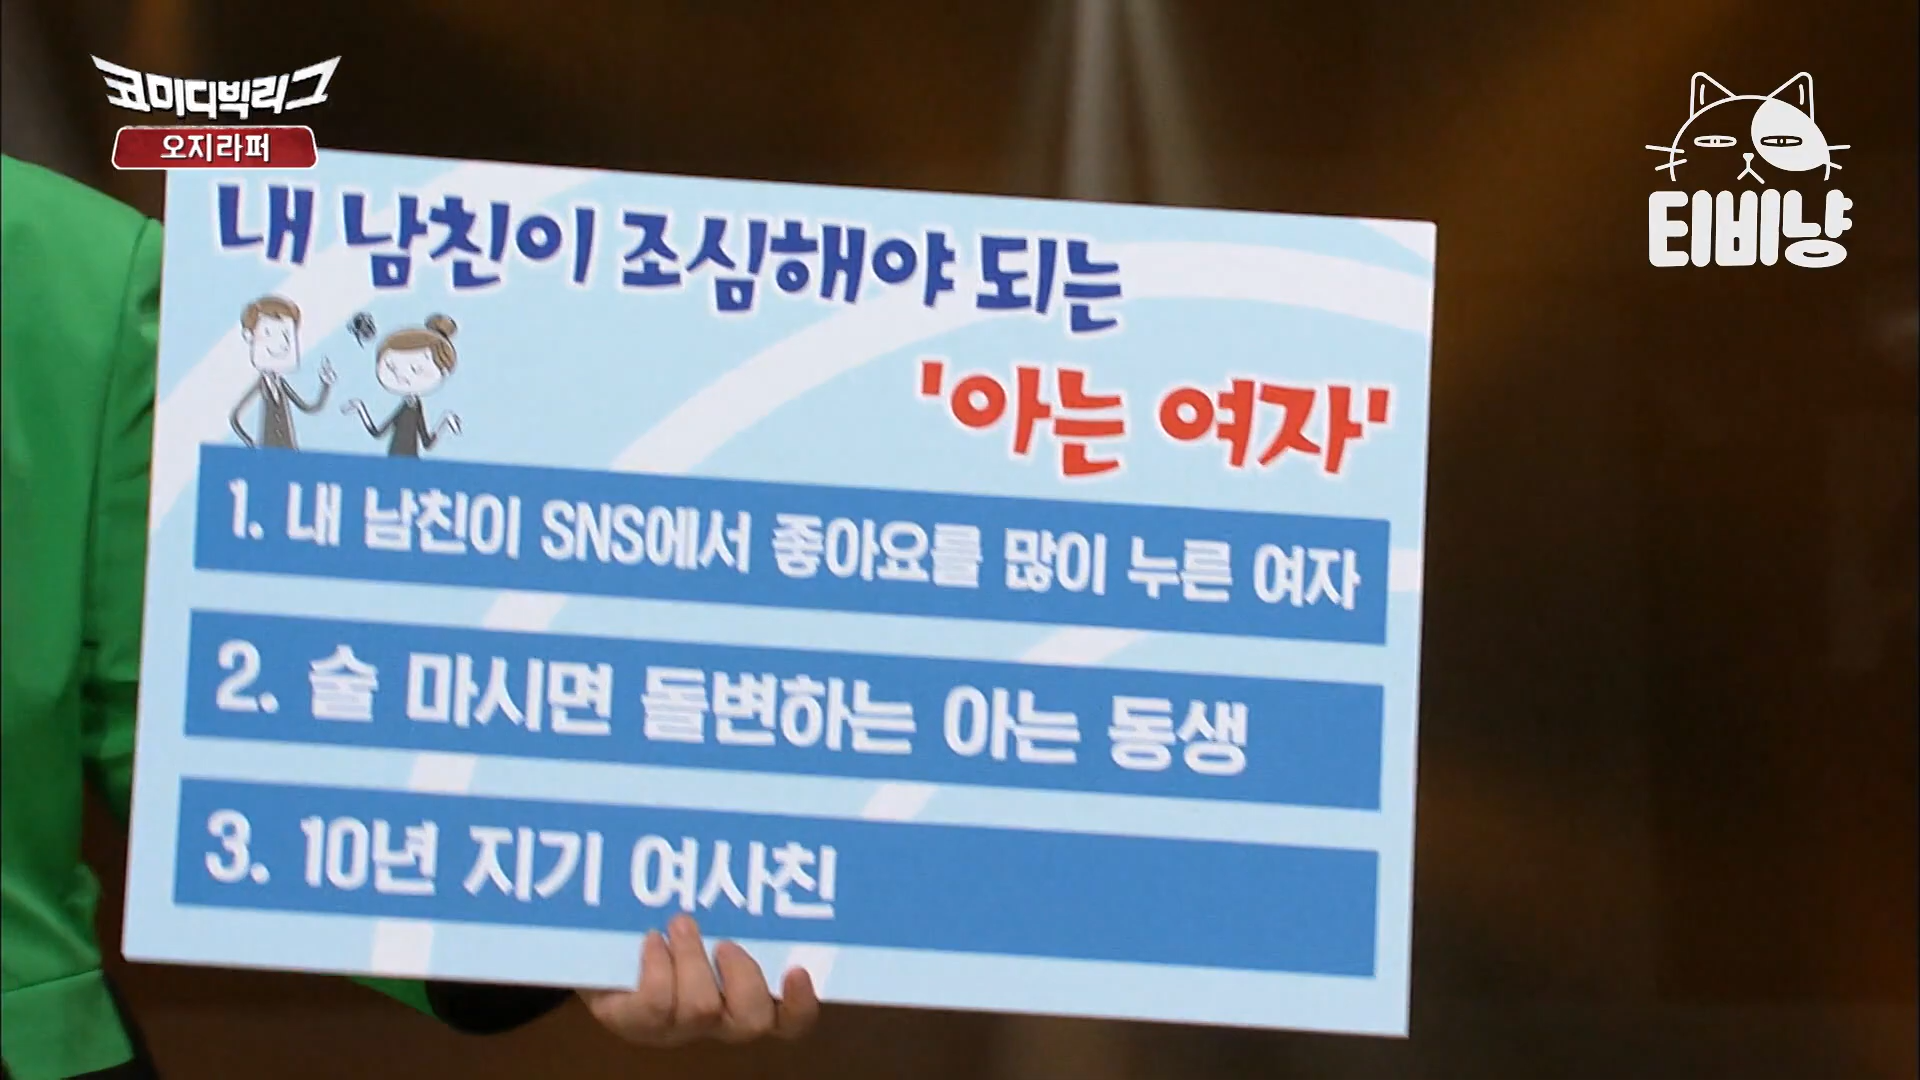 코미디빅리그
오지라퍼
티비냥
내 남친이 조심해야 되는
'아는 여자'
1. 내 남친이 SNS에서 좋아요를 많이 누른 여자
2. 술 마시면 돌변하는 아는 동생
3. 10년 지기 여사친